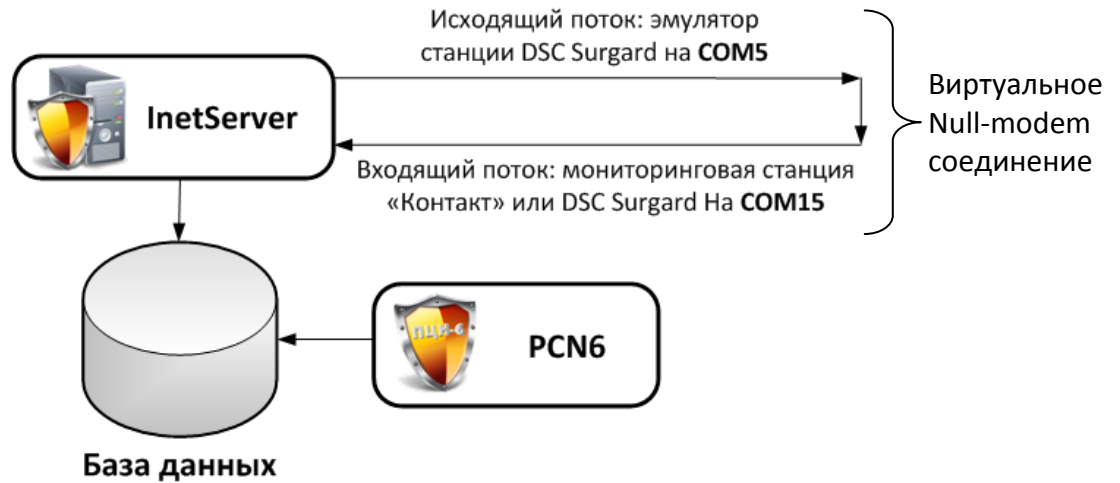 Исходящий поток: эмулятор
станции DSC Surgard на COM5
InetServer
Виртуальное
Null-modem
соединение
Входящий поток: мониторинговая станция
«Контакт» или DSC Surgard На COM15
ПЦН-6
PCN6
База данных